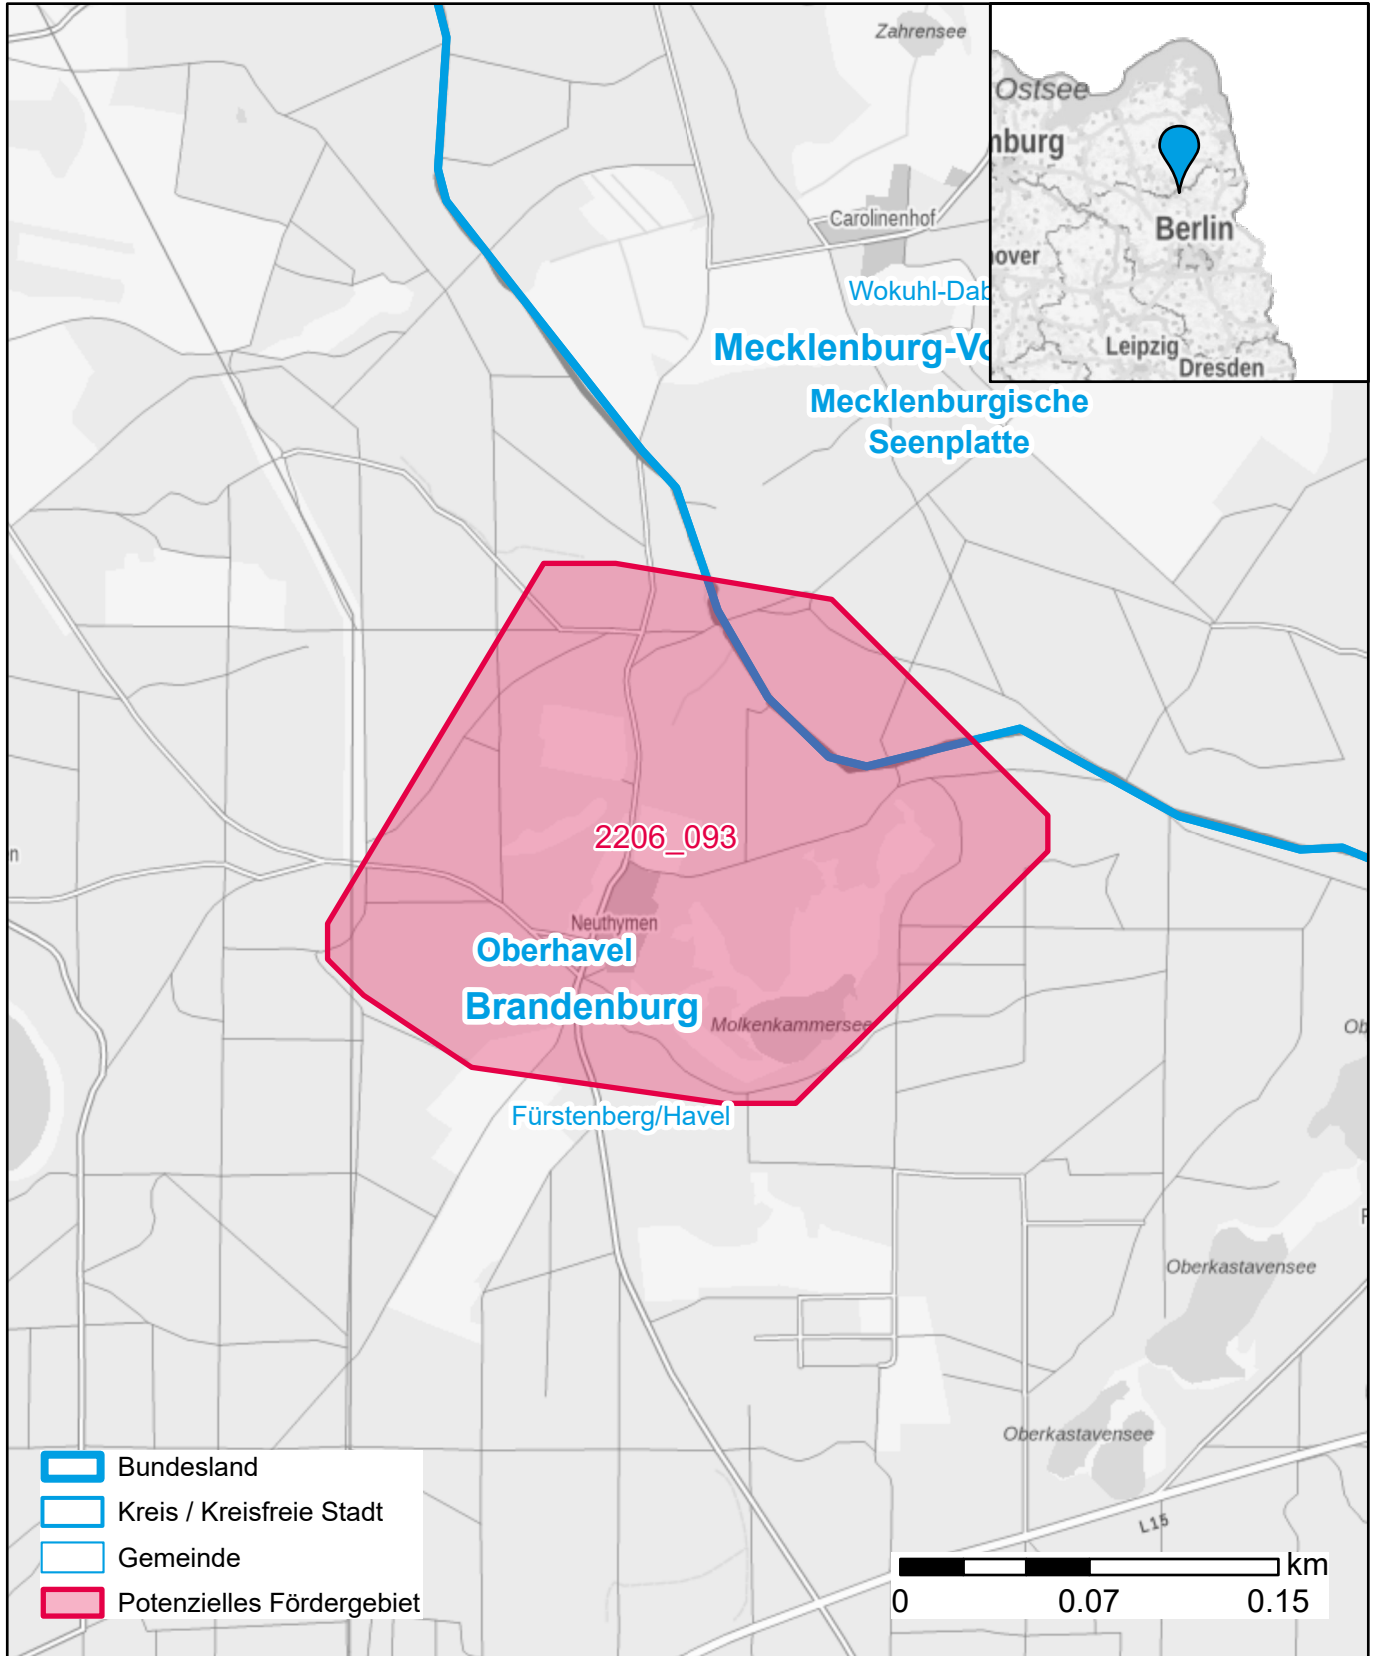 Zahrensee
Ostsee
nburg
Berlin
over
Leipzig
Dresden
Carolinenhof
Wokuhl-Dab
Mecklenburg-Vo
Mecklenburgische
Seenplatte
2206_093
n
Neuthymen
Oberhavel
Brandenburg
Molkenkammersee
Ob
Fürstenberg/Havel
Oberkastavensee
Oberkastavensee
L15
Bundesland
Kreis / Kreisfreie Stadt
Gemeinde
Potenzielles Fördergebiet
km
0 0.07 0.15